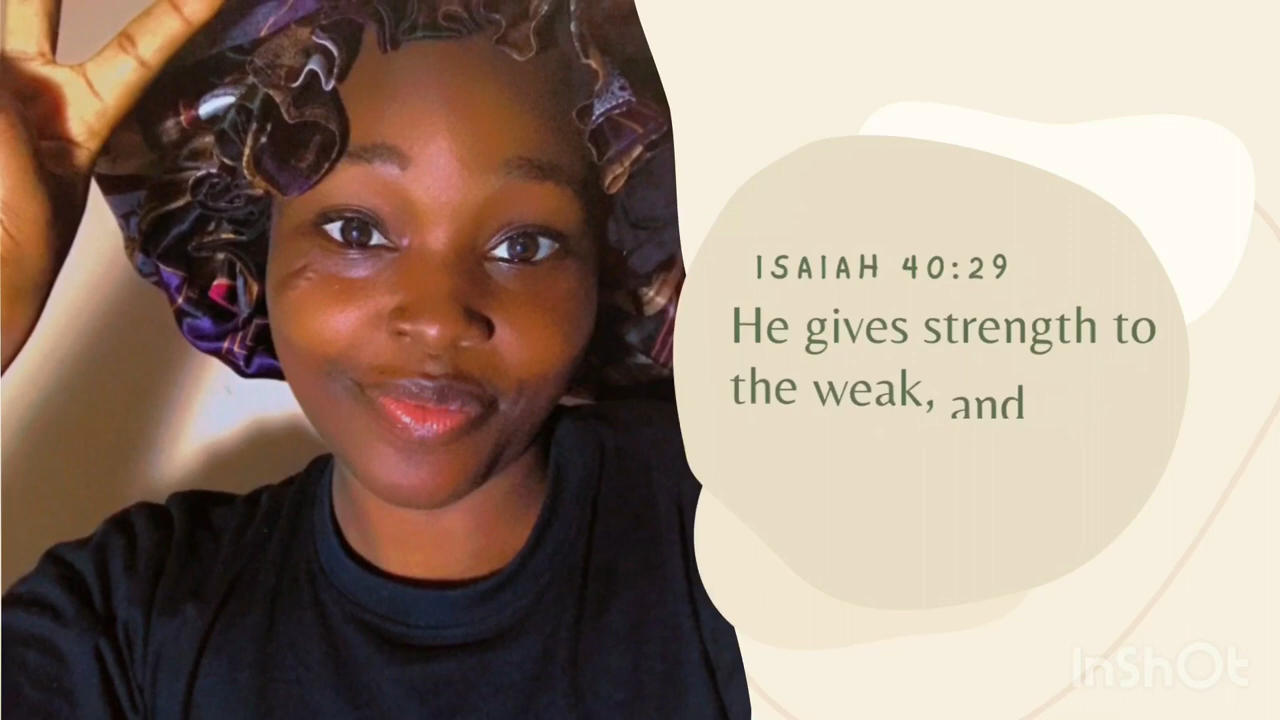 ISAIAH 40:29
He gives strength to
the weak, and
InShOt